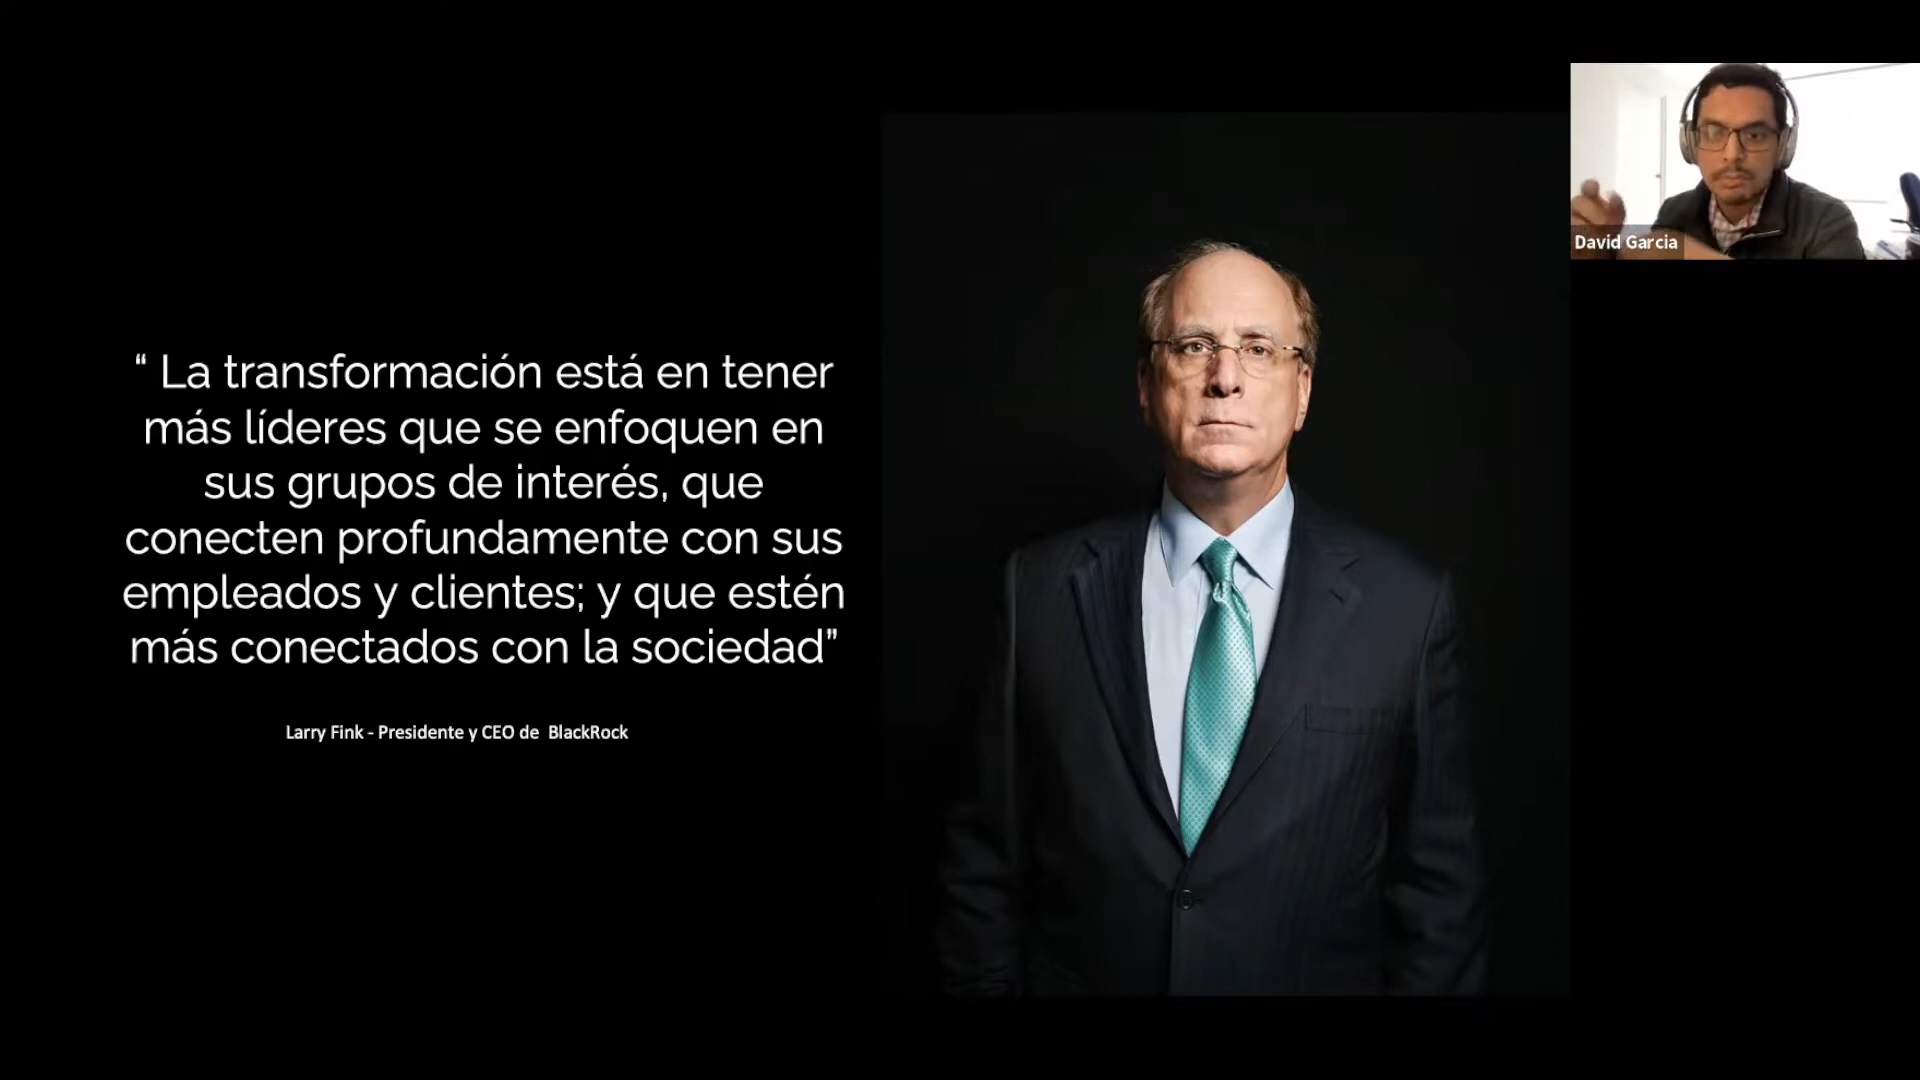 “ La transformación está en tener
más líderes que se enfoquen en
sus grupos de interés, que
conecten profundamente con sus
empleados y clientes; y que estén
más conectados con la sociedad”
Larry Fink - Presidente y CEO de BlackRock
David Garcia